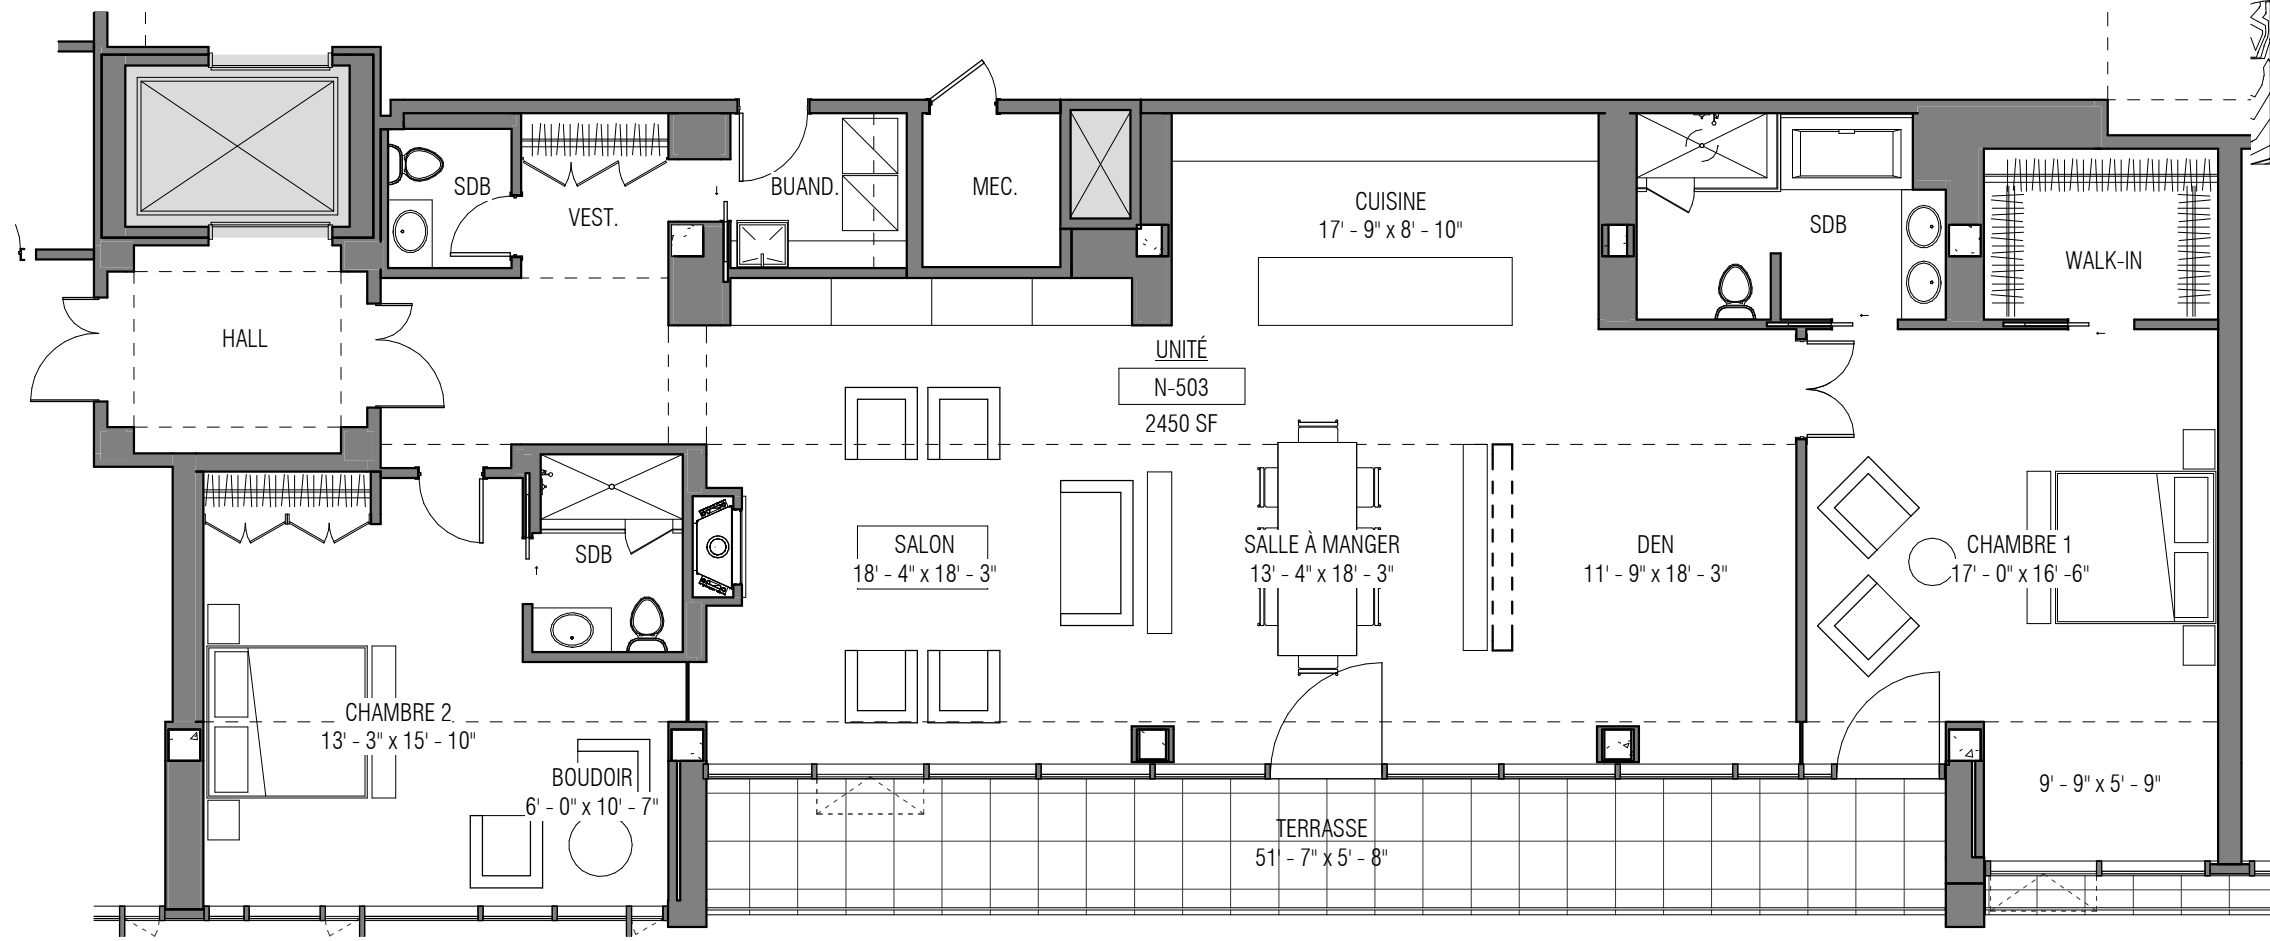 SDB
VEST.
BUAND.
MEC.
CUISINE
17' - 9" x 8' - 10"
SDB
WALK-IN
HALL
UNITÉ
N-503
2450 SF
SDB
SALON
18' - 4" x 18' - 3"
SALLE À MANGER
13' - 4" x 18' - 3"
DEN
11' - 9" x 18' - 3"
CHAMBRE 1
17' - 0" x 16' -6"
CHAMBRE 2
13' - 3" x 15' - 10"
BOUDOIR
6' - 0" x 10' - 7"
9' - 9" x 5' - 9"
TERRASSE
51' - 7" x 5' - 8"